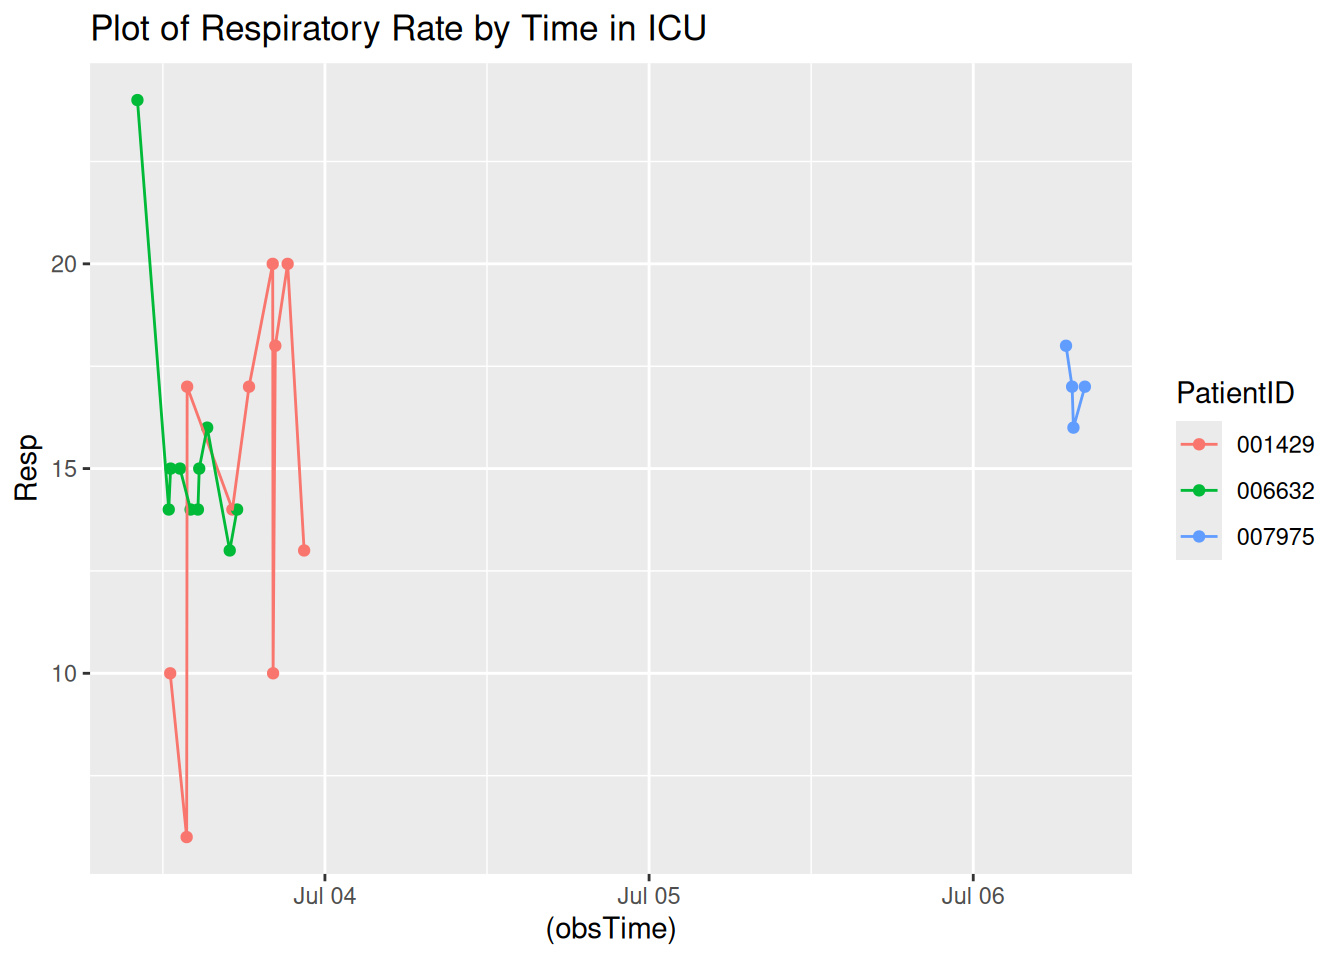 Plot of Respiratory Rate by Time in ICU
20
15
10
Resp
Jul 04
Jul 05
Jul 06
(obsTime)
PatientID
001429
006632
007975